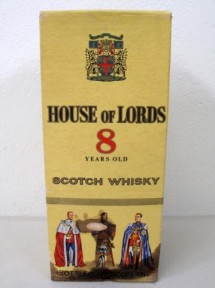 HOUSE OF LORDS
8
YEARS OLD
SCOTCH WHISKY